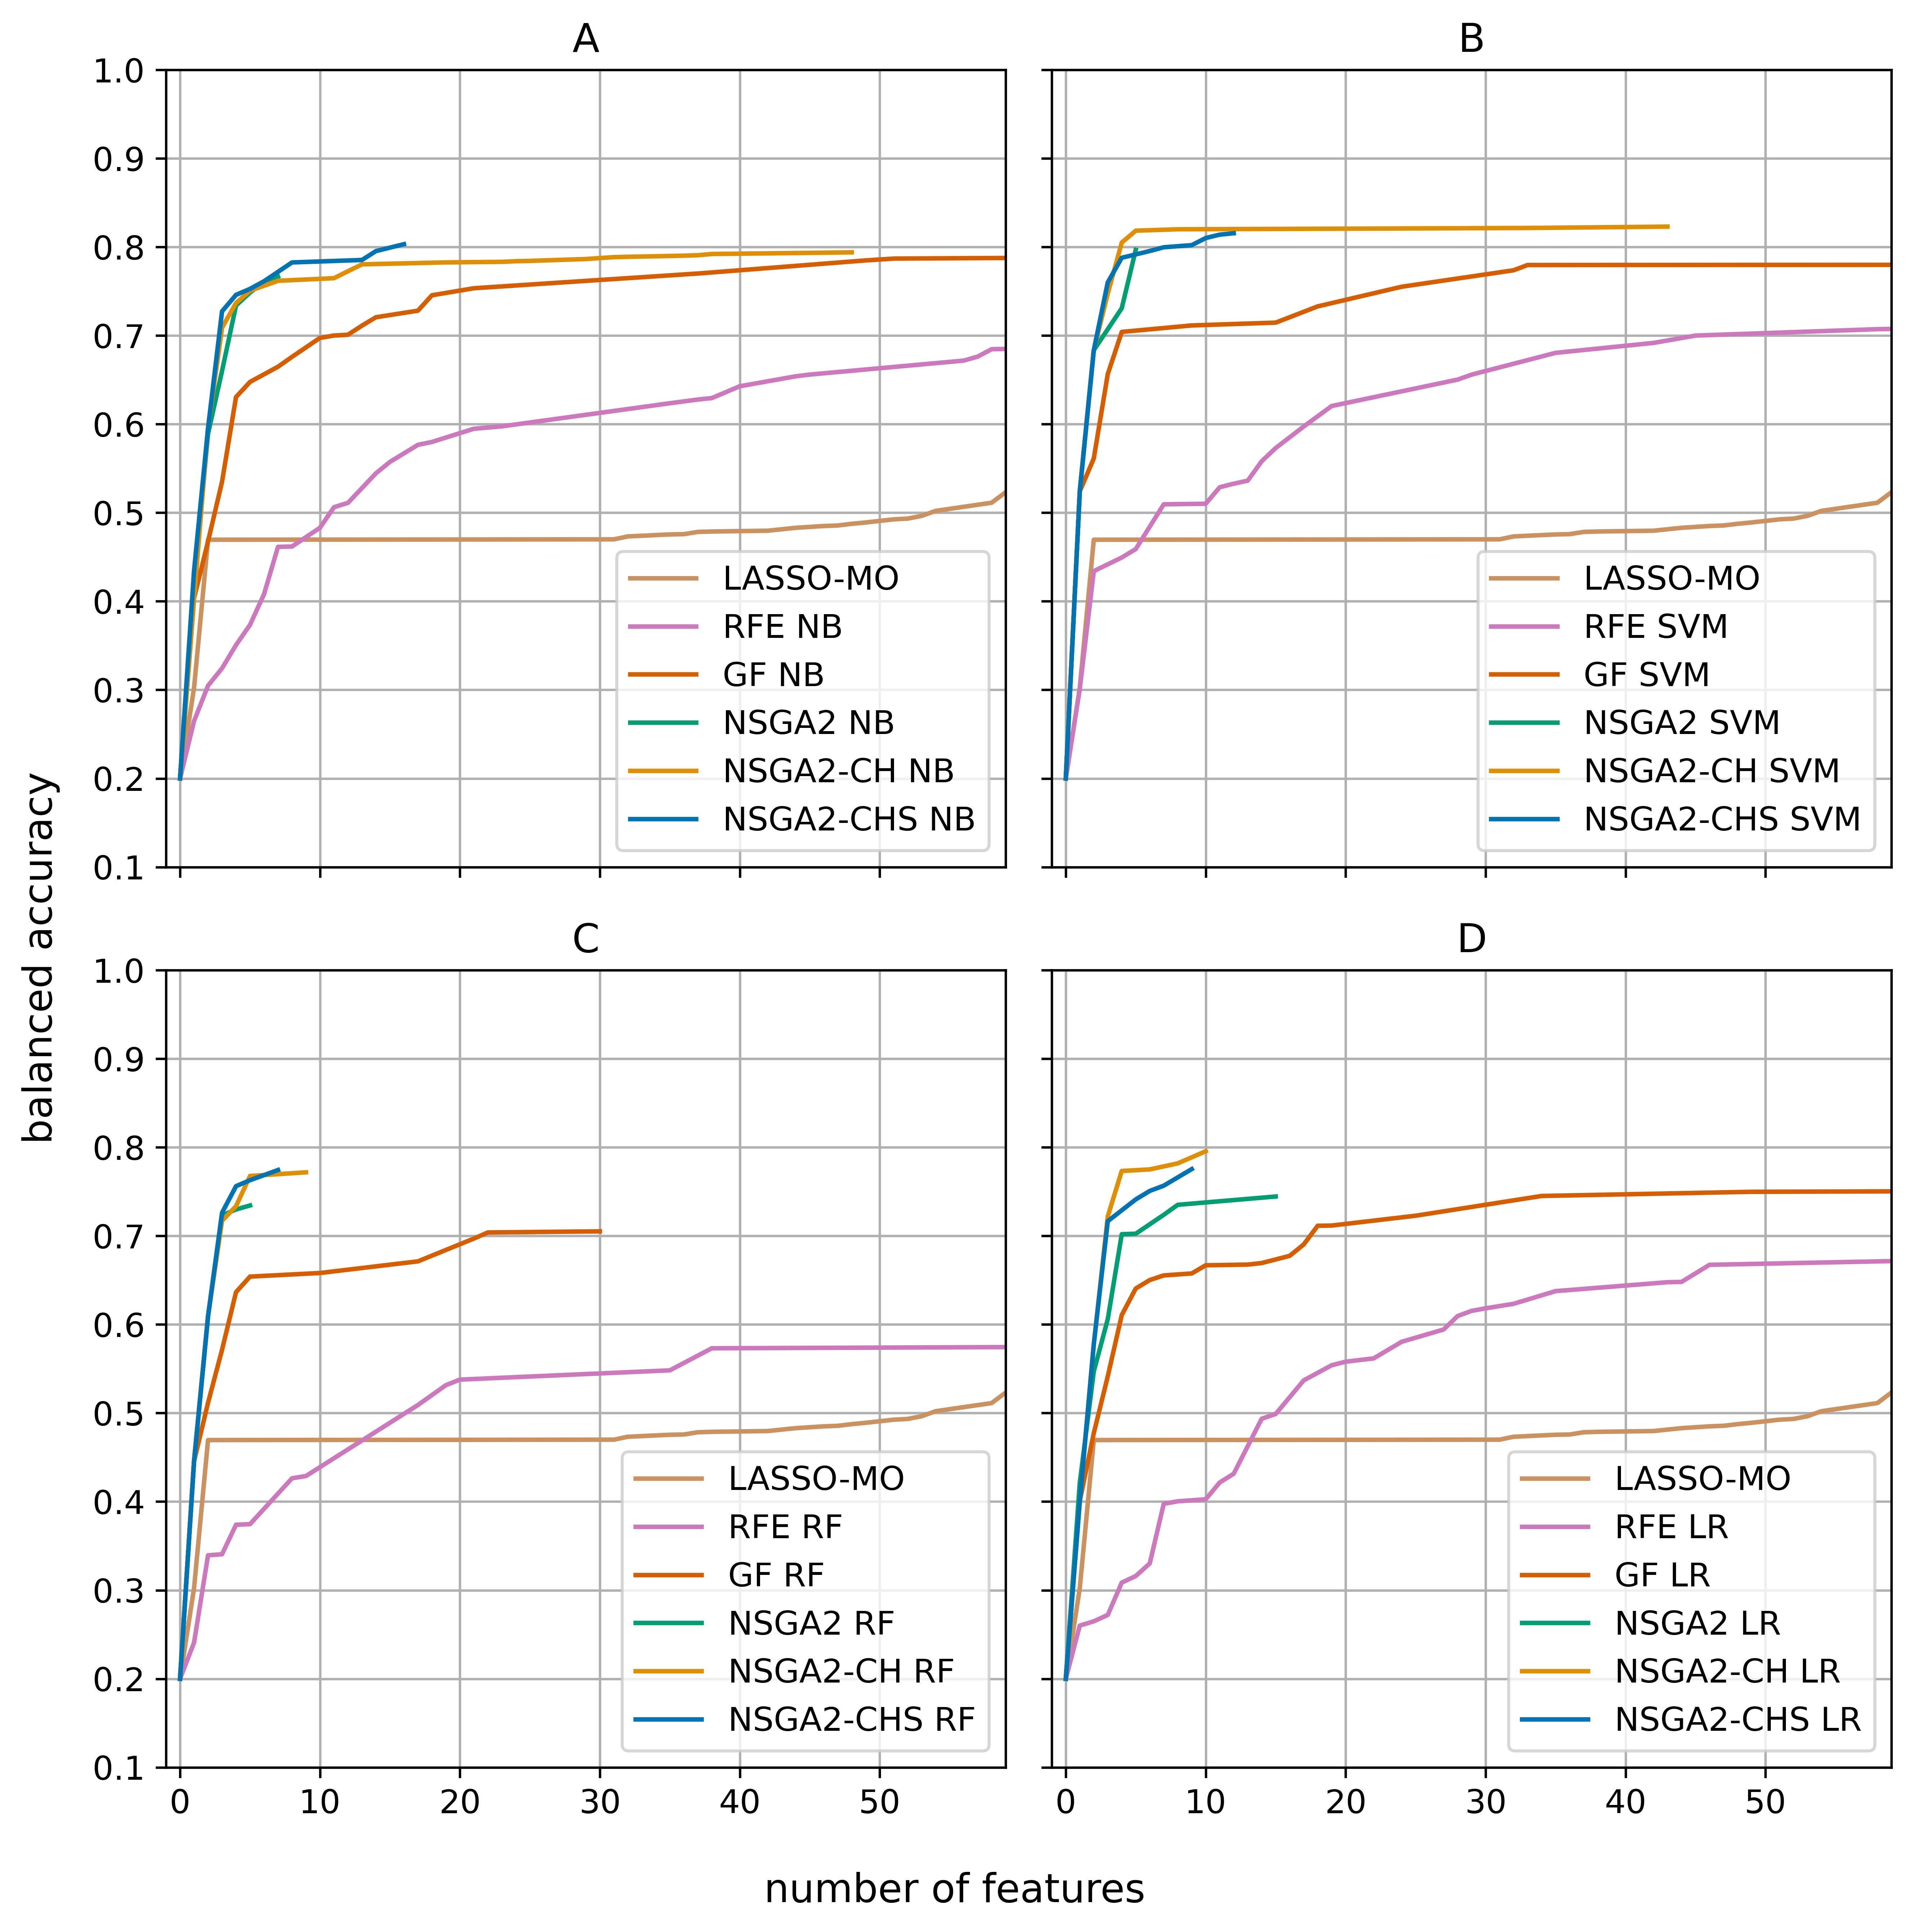 A
B
1.0
0.9
0.8
0.7
0.6
0.5
0.4
0.3
0.2
0.1
LASSO-MO
RFE NB
GF NB
NSGA2 NB
NSGA2-CH NB
NSGA2-CHS NB
LASSO-MO
RFE SVM
GF SVM
NSGA2 SVM
NSGA2-CH SVM
NSGA2-CHS SVM
balanced accuracy
C
D
1.0
0.9
0.8
0.7
0.6
0.5
0.4
0.3
0.2
0.1
LASSO-MO
RFE RF
GF RF
NSGA2 RF
NSGA2-CH RF
NSGA2-CHS RF
LASSO-MO
RFE LR
GF LR
NSGA2 LR
NSGA2-CH LR
NSGA2-CHS LR
0 10 20 30 40 50
0 10 20 30 40 50
number of features